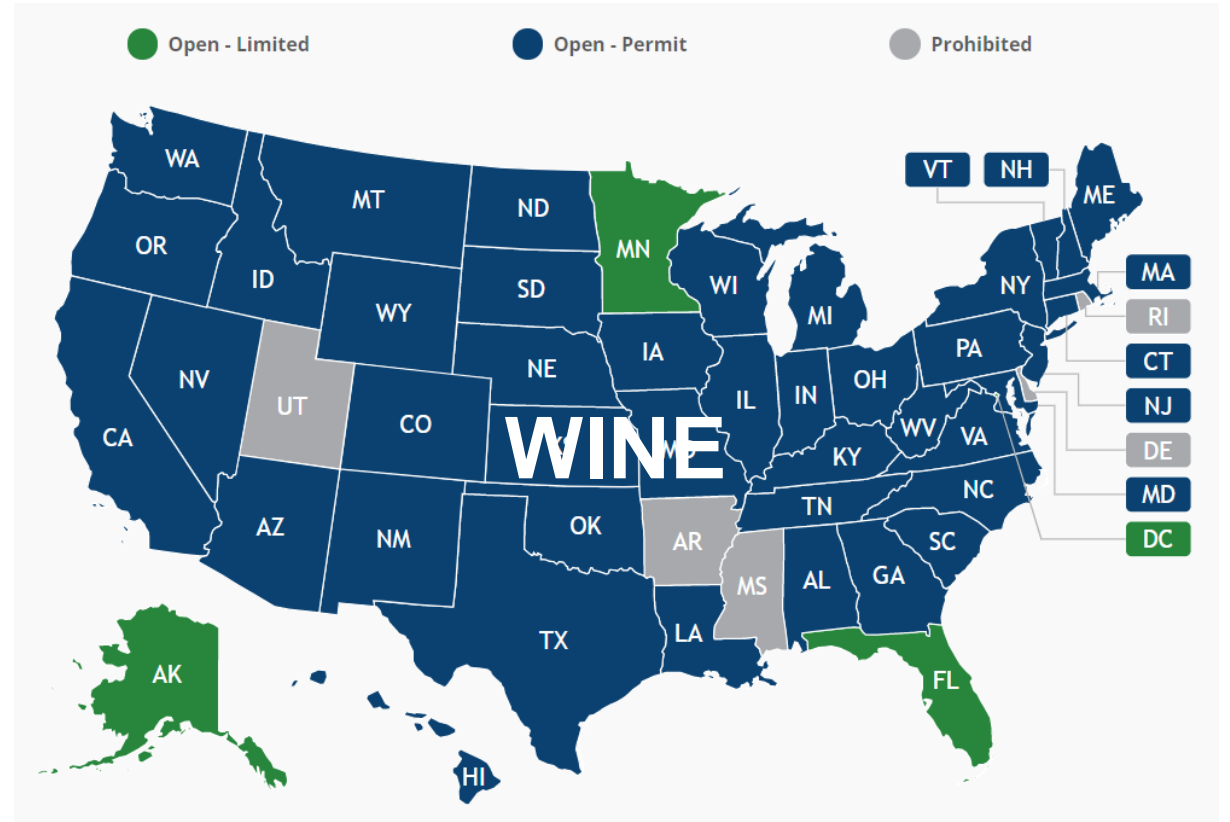 Open - Limited
Open - Permit
Prohibited
WA
MT
ND
MN
VT
NH
ME
OR
ID
SD
WI
MI
NY
MA
WY
RI
IA
PA
CT
NV
NE
UT
CO
IL
IN
OH
NJ
CA
WINE
WV
VA
KY
DE
MD
NC
TN
AZ
NM
OK
AR
SC
DC
MS
AL
GA
TX
LA
AK
FL
HI